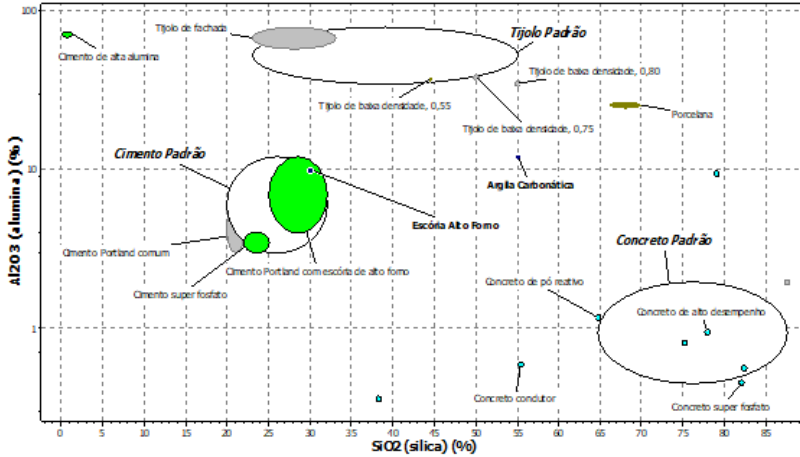 100
Tijolo de fachada
Tijolo Padrão
Cimento de alta alumina
Tijolo de baixa densidade, 0,80
Tijolo de baixa densidade, 0,55
Porcelana
Tijolo de baixa densidade, 0,75
Cimento Padrão
10
Argila Carbonática
Escória Alto Forno
Concreto Padrão
Cimento Portland comum
Cimento Portland com escória de alto forno
Cimento super fosfato
Concreto de pó reativo
Concreto de alto desempenho
1
Concreto condutor
Concreto super fosfato
Al2O3 (alumina) (%)
0 5 10 15 20 25 30 35 40 45 50 55 60 65 70 75 80 85
SiO2 (silica) (%)